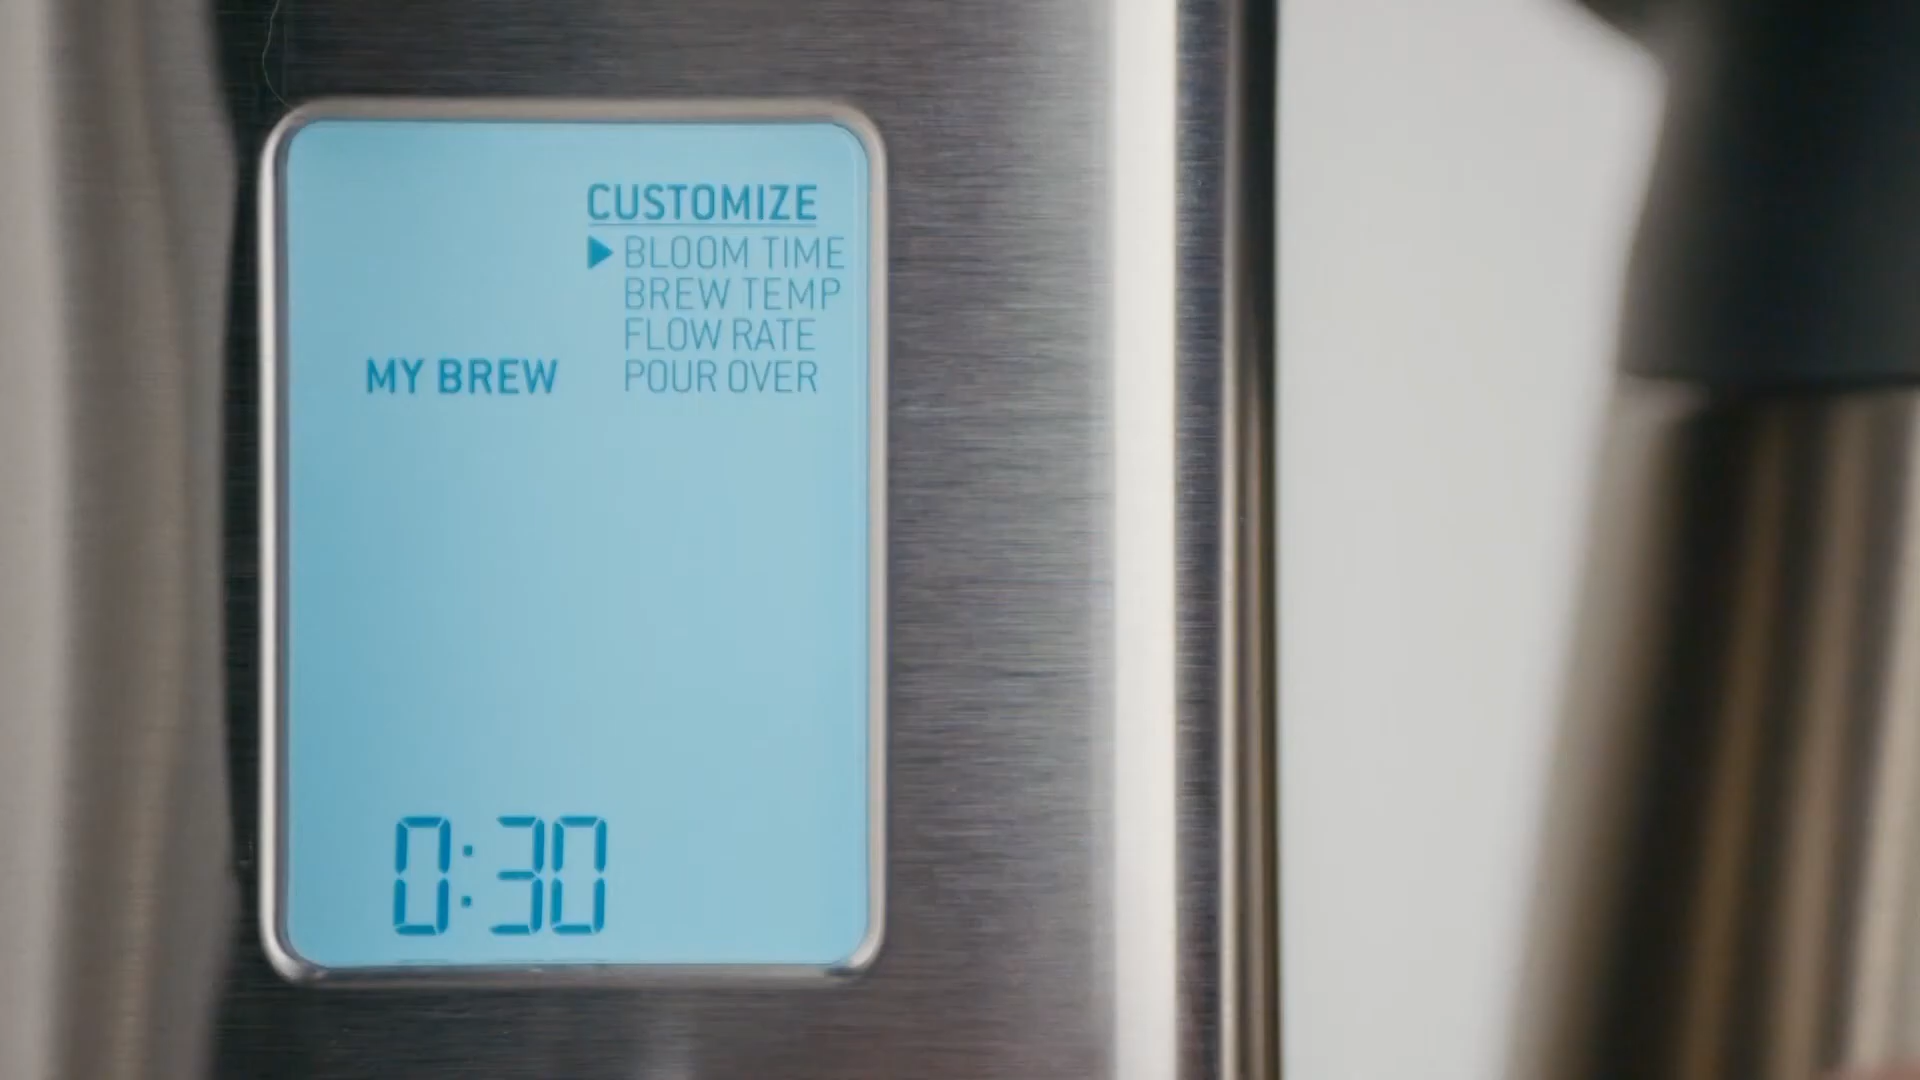 CUSTOMIZE
▶ BLOOM TIME
BREW TEMP
FLOW RATE
MY BREW
POUR OVER
0:30